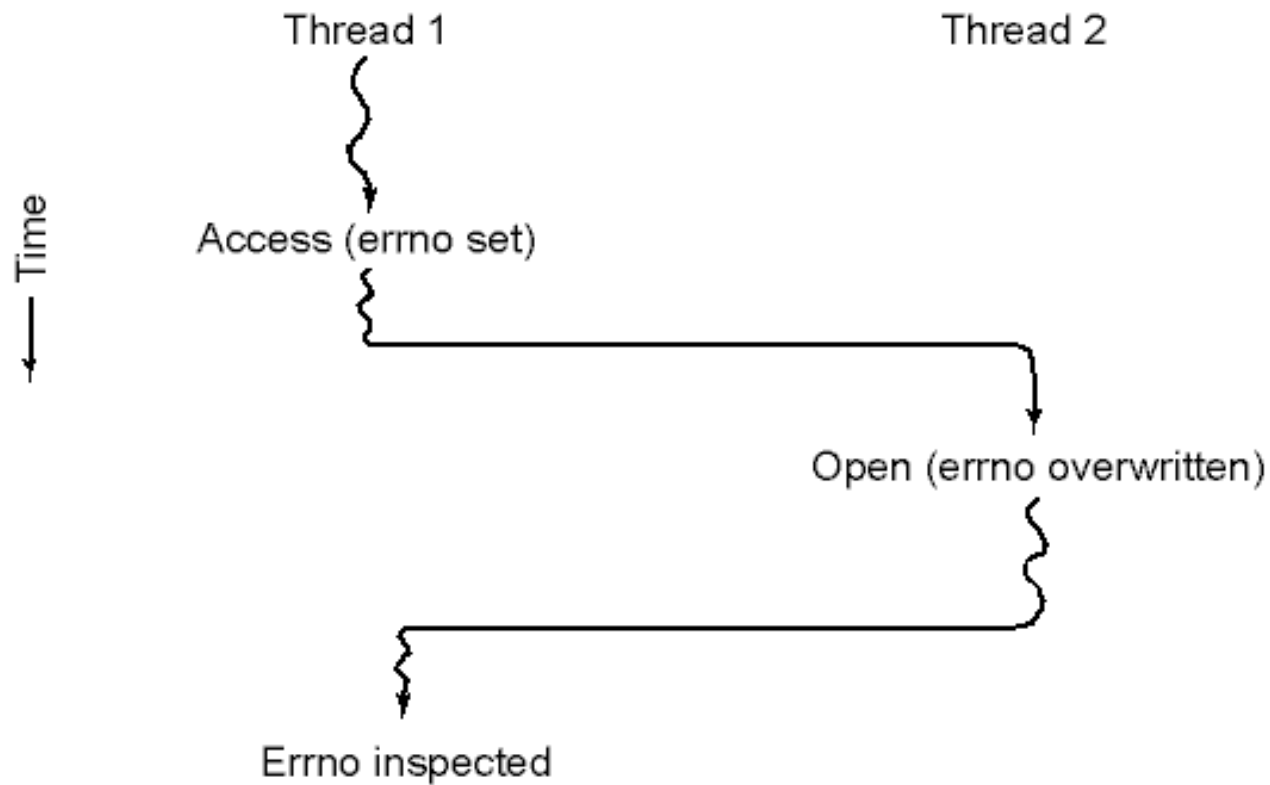 Thread 1
Thread 2
Time
Access (errno set)
Open (errno overwritten)
Errno inspected